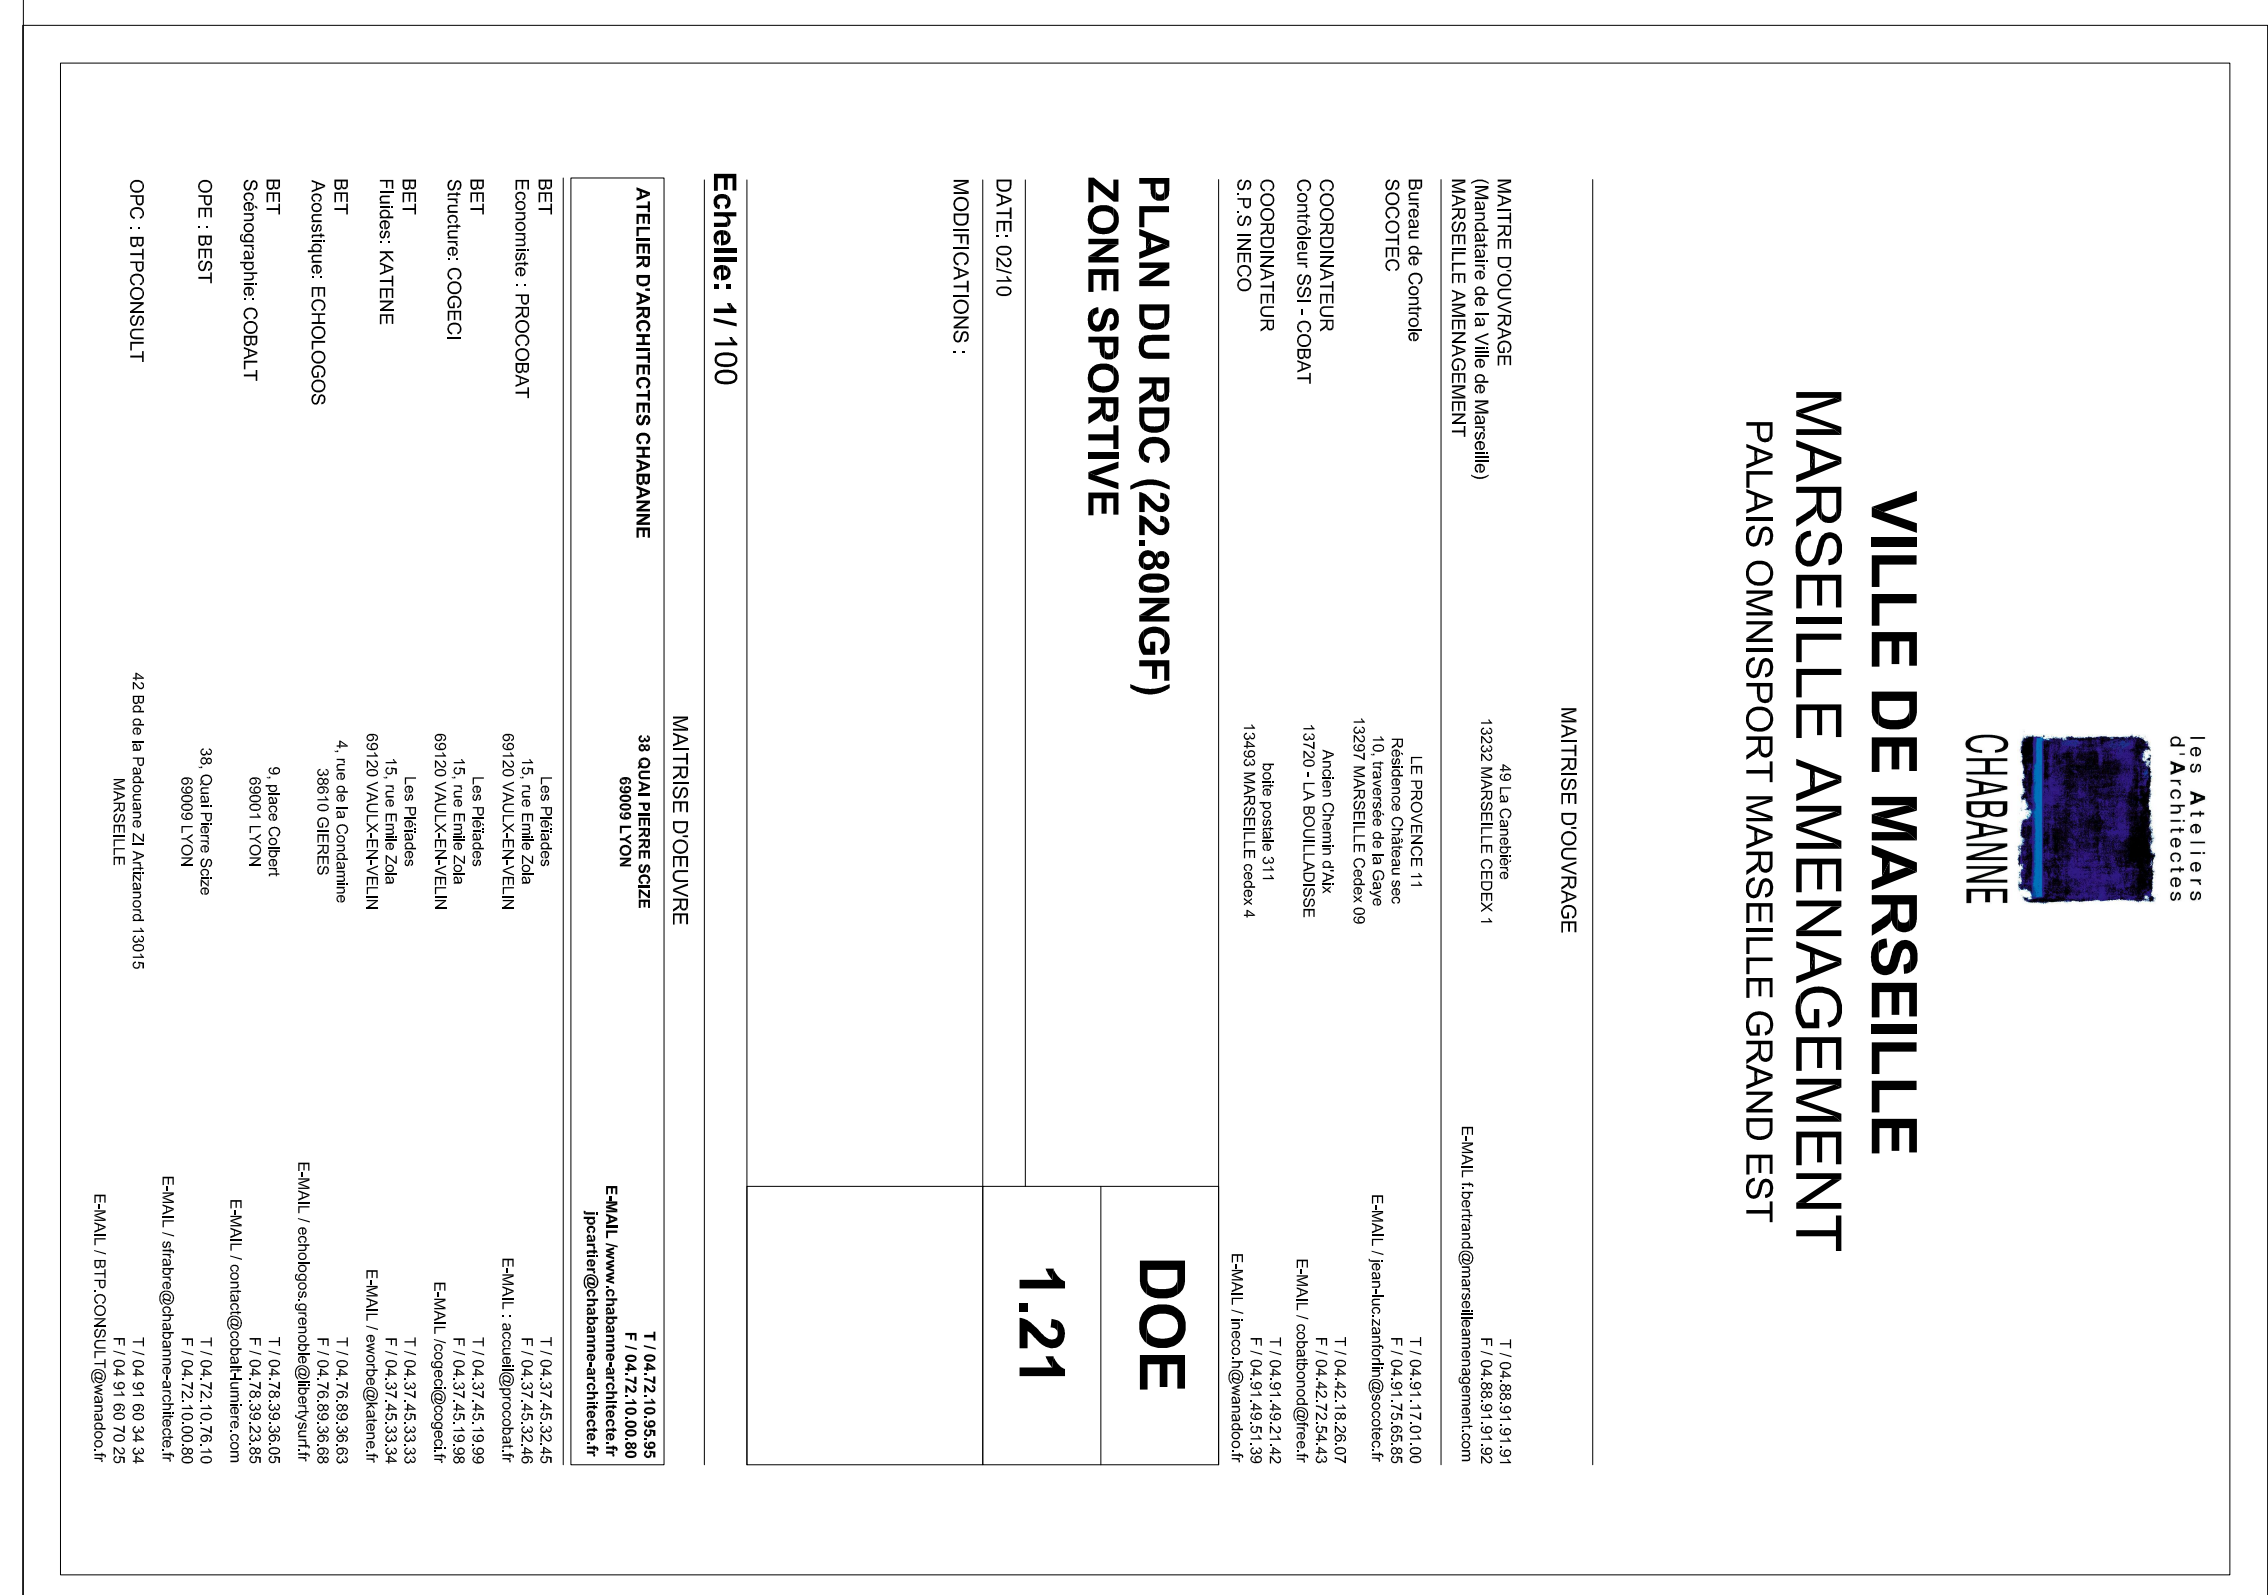 les Ateliers
d'Architectes
CHABANNE
VILLE DE MARSEILLE
MARSEILLE AMENAGEMENT
PALAIS OMNISPORT MARSEILLE GRAND EST
MAITRISE D'OUVRAGE
MAITRE D'OUVRAGE
(Mandataire de la Ville de Marseille)
MARSEILLE AMENAGEMENT
49 La Canebière
13232 MARSEILLE CEDEX 1
T / 04.88.91.91.91
F / 04.88.91.91.92
E-MAIL f.bertrand@marseilleamenagement.com
Bureau de Controle
SOCOTEC
LE PROVENCE 11
Résidence Château sec
10, traversée de la Gaye
13297 MARSEILLE Cedex 09
T / 04.91.17.01.00
F / 04.91.75.65.85
E-MAIL / jean-luc.zanforlin@socotec.fr
COORDINATEUR
Contrôleur SSI - COBAT
Ancien Chemin d'Aix
13720 - LA BOUILLADISSE
T / 04.42.18.26.07
F / 04.42.72.54.43
E-MAIL / cobatbonod@free.fr
COORDINATEUR
S.P.S INECO
boite postale 311
13493 MARSEILLE cedex 4
T / 04.91.49.21.42
F / 04.91.49.51.39
E-MAIL / ineco.h@wanadoo.fr
PLAN DU RDC (22.80NGF)
ZONE SPORTIVE
DOE
1.21
DATE: 02/10
MODIFICATIONS :
Echelle: 1/ 100
MAITRISE D'OEUVRE
ATELIER D'ARCHITECTES CHABANNE
38 QUAI PIERRE SCIZE
69009 LYON
T / 04.72.10.95.95
F / 04.72.10.00.80
E-MAIL /www.chabanne-architecte.fr
jpcartier@chabanne-architecte.fr
BET
Economiste : PROCOBAT
Les Pléïades
15, rue Emile Zola
69120 VAULX-EN-VELIN
T / 04.37.45.32.45
F / 04.37.45.32.46
E-MAIL : accueil@procobat.fr
BET
Structure: COGECI
Les Pléïades
15, rue Emile Zola
69120 VAULX-EN-VELIN
T / 04.37.45.19.99
F / 04.37.45.19.98
E-MAIL /cogeci@cogeci.fr
BET
Fluides: KATENE
Les Pléïades
15, rue Emile Zola
69120 VAULX-EN-VELIN
T / 04.37.45.33.33
F / 04.37.45.33.34
E-MAIL / eworbe@katene.fr
BET
Acoustique: ECHOLOGOS
4, rue de la Condamine
38610 GIERES
T / 04.76.89.36.63
F / 04.76.89.36.68
E-MAIL / echologos.grenoble@libertysurf.fr
BET
Scénographie: COBALT
9, place Colbert
69001 LYON
T / 04.78.39.36.05
F / 04.78.39.23.85
E-MAIL / contact@cobalt-lumiere.com
OPE : BEST
38, Quai Pierre Scize
69009 LYON
T / 04.72.10.76.10
F / 04.72.10.00.80
E-MAIL / sfrabre@chabanne-architecte.fr
OPC : BTPCONSULT
42 Bd de la Padouane ZI Artizanord 13015
MARSEILLE
T / 04 91 60 34 34
F / 04 91 60 70 25
E-MAIL / BTP.CONSULT@wanadoo.fr